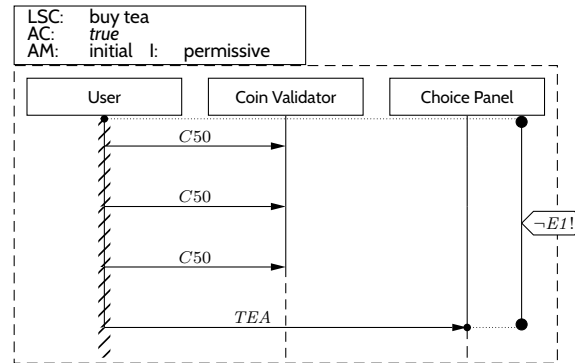 LSC: buy tea
AC: true
AM: initial I: permissive
User Coin Validator Choice Panel
C50
C50
¬E1!
C50
TEA